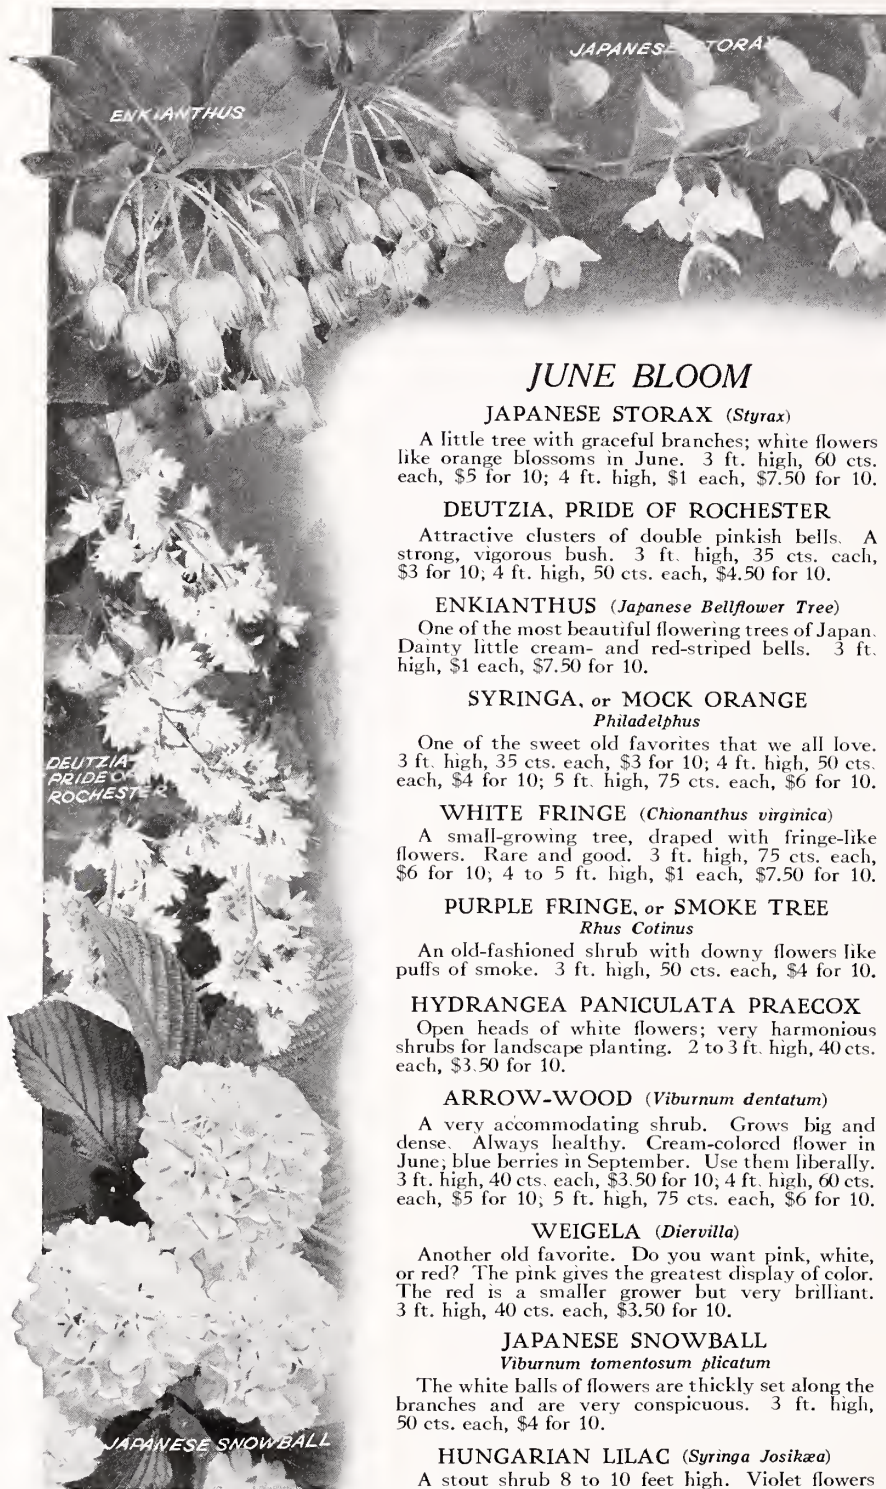 ENKIANTHUS
JAPANESE STORAX
DEUTZIA
PRIDE OF
ROCHESTER
JAPANESE SNOWBALL
JUNE BLOOM
JAPANESE STORAX (Styrax)
A little tree with graceful branches; white flowers
like orange blossoms in June. 3 ft. high, 60 cts.
each, $5 for 10; 4 ft. high, $1 each, $7.50 for 10.
DEUTZIA, PRIDE OF ROCHESTER
Attractive clusters of double pinkish bells. A
strong, vigorous bush. 3 ft. high, 35 cts. each,
$3 for 10; 4 ft. high, 50 cts. each, $4.50 for 10.
ENKIANTHUS (Japanese Bellflower Tree)
One of the most beautiful flowering trees of Japan.
Dainty little cream- and red-striped bells. 3 ft.
high, $1 each, $7.50 for 10.
SYRINGA, or MOCK ORANGE
Philadelphus
One of the sweet old favorites that we all love.
3 ft. high, 35 cts. each, $3 for 10; 4 ft. high, 50 cts.
each, $4 for 10; 5 ft. high, 75 cts. each, $6 for 10.
WHITE FRINGE (Chionanthus virginica)
A small-growing tree, draped with fringe-like
flowers. Rare and good. 3 ft. high, 75 cts. each,
$6 for 10; 4 to 5 ft. high, $1 each, $7.50 for 10.
PURPLE FRINGE, or SMOKE TREE
Rhus Cotinus
An old-fashioned shrub with downy flowers like
puffs of smoke. 3 ft. high, 50 cts. each, $4 for 10.
HYDRANGEA PANICULATA PRAECOX
Open heads of white flowers; very harmonious
shrubs for landscape planting. 2 to 3 ft. high, 40 cts.
each, $3.50 for 10.
ARROW-WOOD (Viburnum dentatum)
A very accommodating shrub. Grows big and
dense. Always healthy. Cream-colored flower in
June; blue berries in September. Use them liberally.
3 ft. high, 40 cts. each, $3.50 for 10; 4 ft. high, 60 cts.
each, $5 for 10; 5 ft. high, 75 cts. each, $6 for 10.
WEIGELA (Diervilla)
Another old favorite. Do you want pink, white,
or red? The pink gives the greatest display of color.
The red is a smaller grower but very brilliant.
3 ft. high, 40 cts. each, $3.50 for 10.
JAPANESE SNOWBALL
Viburnum tomentosum plicatum
The white balls of flowers are thickly set along the
branches and are very conspicuous. 3 ft. high,
50 cts. each, $4 for 10.
HUNGARIAN LILAC (Syringa Josikæa)
A stout shrub 8 to 10 feet high. Violet flowers